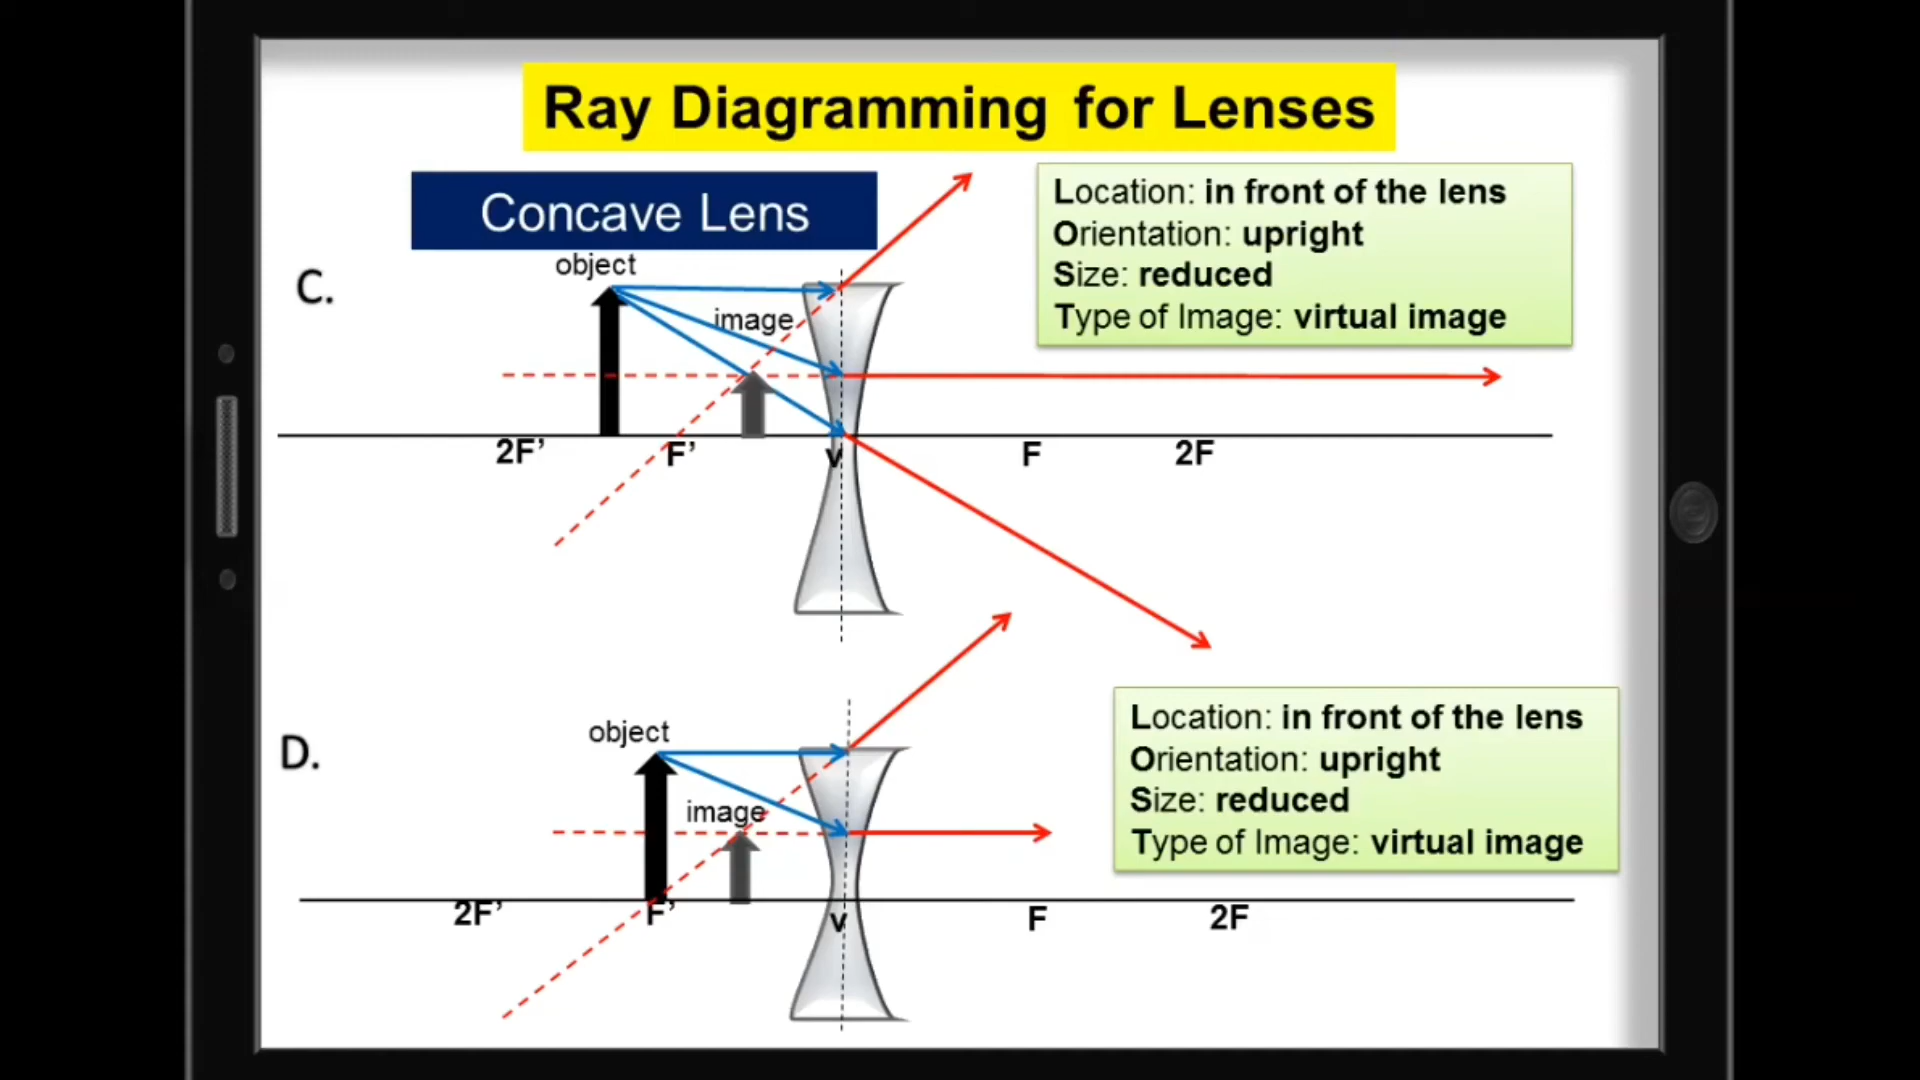 Ray Diagramming for Lenses
Concave Lens
Location: in front of the lens
Orientation: upright
Size: reduced
Type of Image: virtual image
C.
object
image
2F’ F’ v F 2F
Location: in front of the lens
Orientation: upright
Size: reduced
Type of Image: virtual image
D.
object
image
2F’ F’ v F 2F